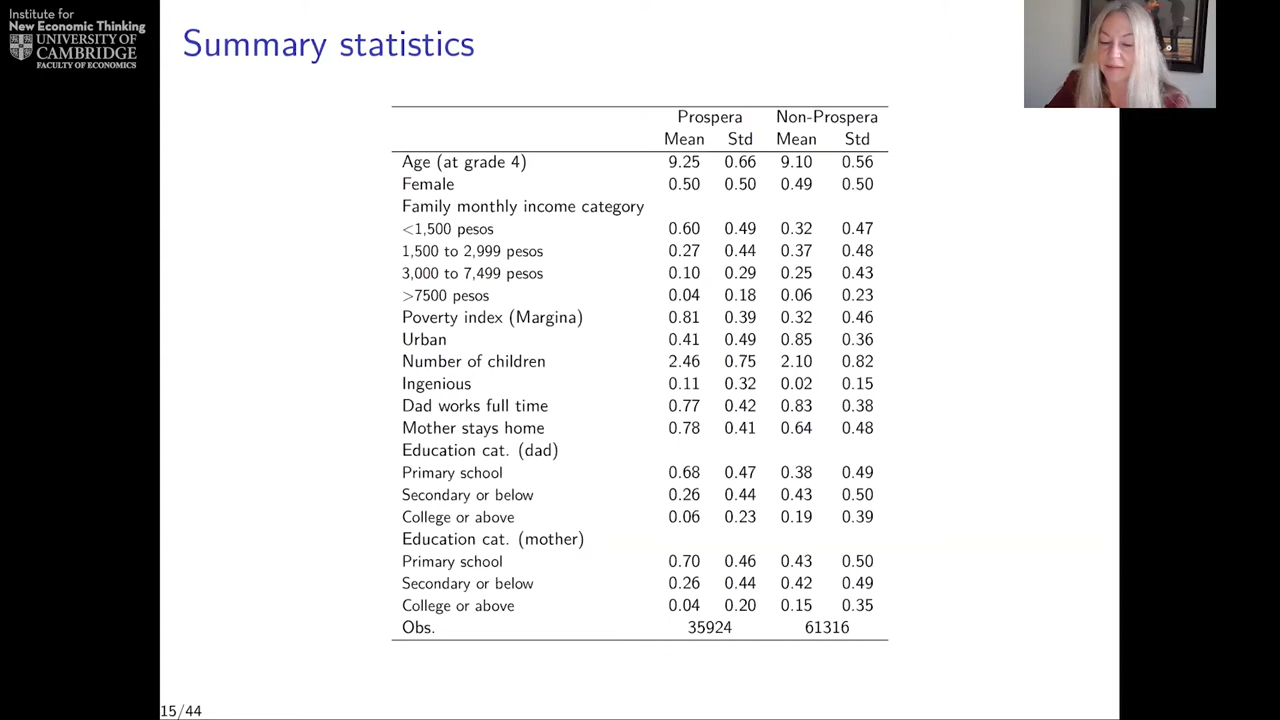 Institute for
New Economic Thinking
UNIVERSITY OF
CAMBRIDGE
FACULTY OF ECONOMICS
Summary statistics
Prospera Non-Prospera
Mean Std Mean Std
Age (at grade 4) 9.25 0.66 9.10 0.56
Female 0.50 0.50 0.49 0.50
Family monthly income category
<1,500 pesos 0.60 0.49 0.32 0.47
1,500 to 2,999 pesos 0.27 0.44 0.37 0.48
3,000 to 7,499 pesos 0.10 0.29 0.25 0.43
>7500 pesos 0.04 0.18 0.06 0.23
Poverty index (Margina) 0.81 0.39 0.32 0.46
Urban 0.41 0.49 0.85 0.36
Number of children 2.46 0.75 2.10 0.82
Ingenious 0.11 0.32 0.02 0.15
Dad works full time 0.77 0.42 0.83 0.38
Mother stays home 0.78 0.41 0.64 0.48
Education cat. (dad)
Primary school 0.68 0.47 0.38 0.49
Secondary or below 0.26 0.44 0.43 0.50
College or above 0.06 0.23 0.19 0.39
Education cat. (mother)
Primary school 0.70 0.46 0.43 0.50
Secondary or below 0.26 0.44 0.42 0.49
College or above 0.04 0.20 0.15 0.35
Obs. 35924 61316
15/44